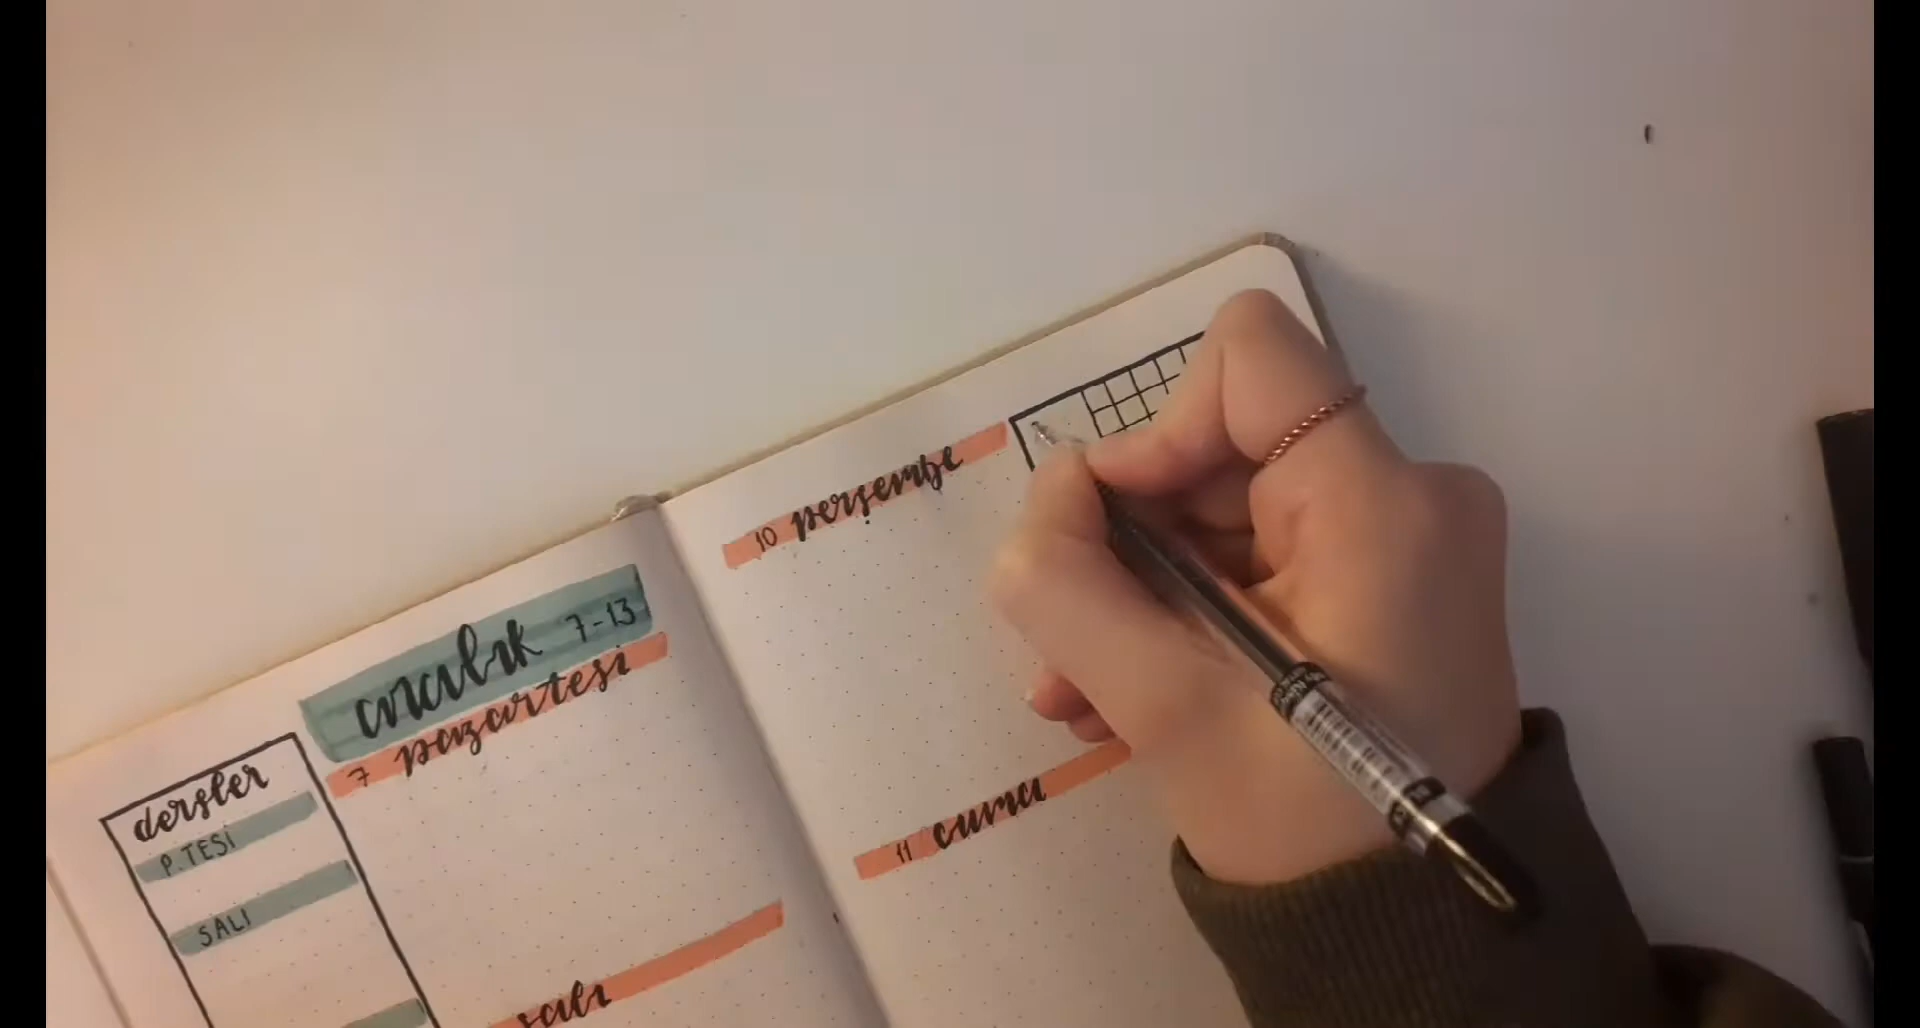 aralık 7-13
7 pazartesi
dersler
P.TESİ
SALI
salı
10 perşembe
11 cuma